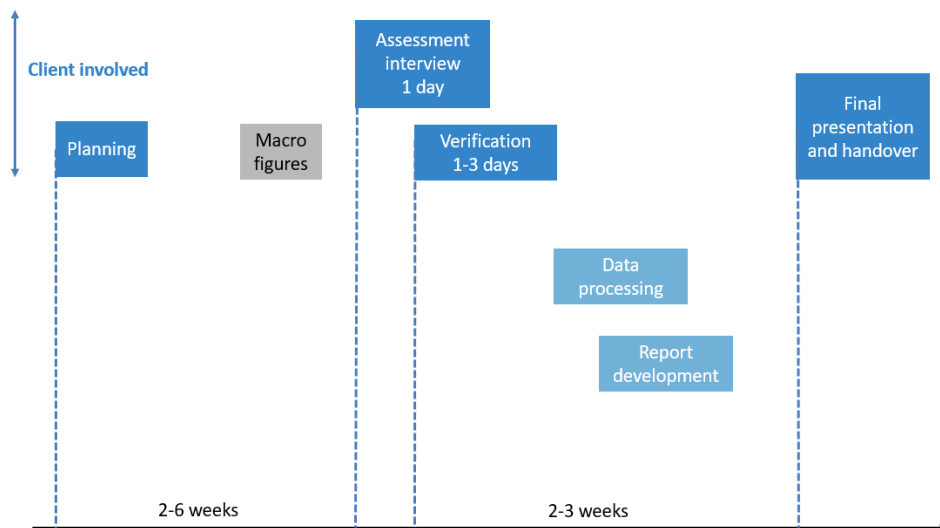 Client involved
Planning
Macro
figures
Assessment
interview
1 day
Verification
1-3 days
Final
presentation
and handover
Data
processing
Report
development
2-6 weeks
2-3 weeks